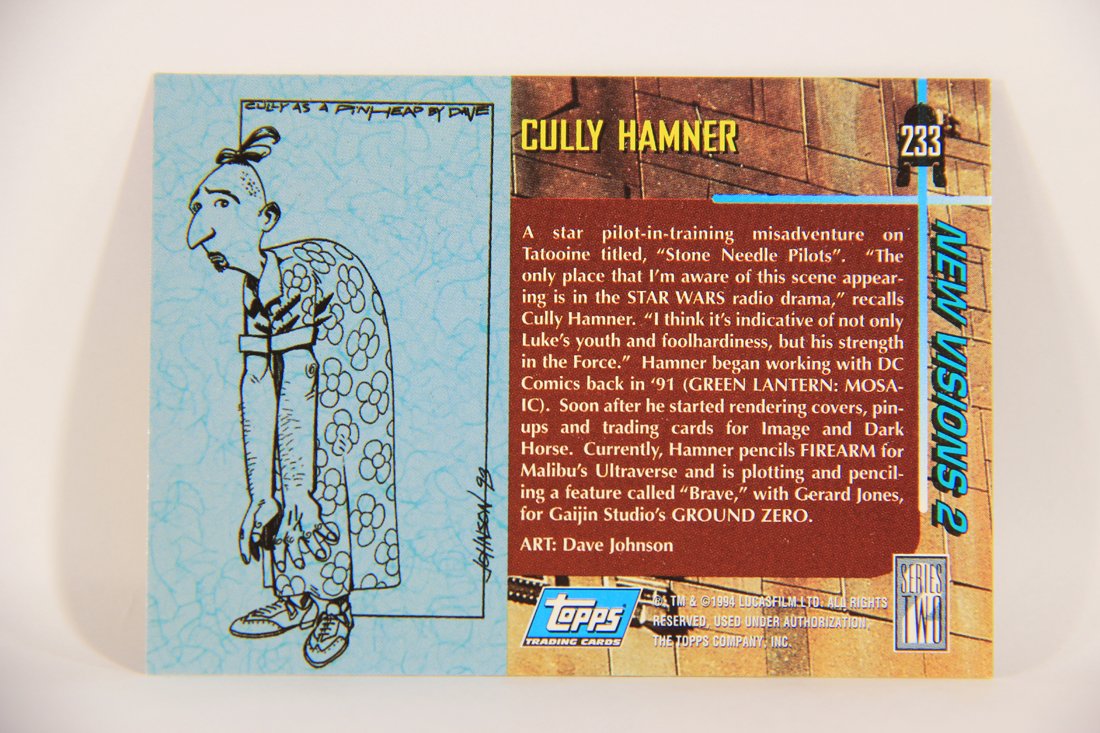 CULLY AS A PINHEAD BY DAVE
JOHNSON 93
CULLY HAMNER
233
A star pilot-in-training misadventure on
Tatooine titled, “Stone Needle Pilots”. “The
only place that I’m aware of this scene appear-
ing is in the STAR WARS radio drama,” recalls
Cully Hamner. “I think it’s indicative of not only
Luke’s youth and foolhardiness, but his strength
in the Force.” Hamner began working with DC
Comics back in ’91 (GREEN LANTERN: MOSA-
IC). Soon after he started rendering covers, pin-
ups and trading cards for Image and Dark
Horse. Currently, Hamner pencils FIREARM for
Malibu’s Ultraverse and is plotting and pencil-
ing a feature called “Brave,” with Gerard Jones,
for Gaijin Studio’s GROUND ZERO.
ART: Dave Johnson
NEW VISIONS 2
topps
TRADING CARDS
®, TM & ©1994 LUCASFILM LTD. ALL RIGHTS
RESERVED, USED UNDER AUTHORIZATION,
THE TOPPS COMPANY, INC.
SERIES
TWO